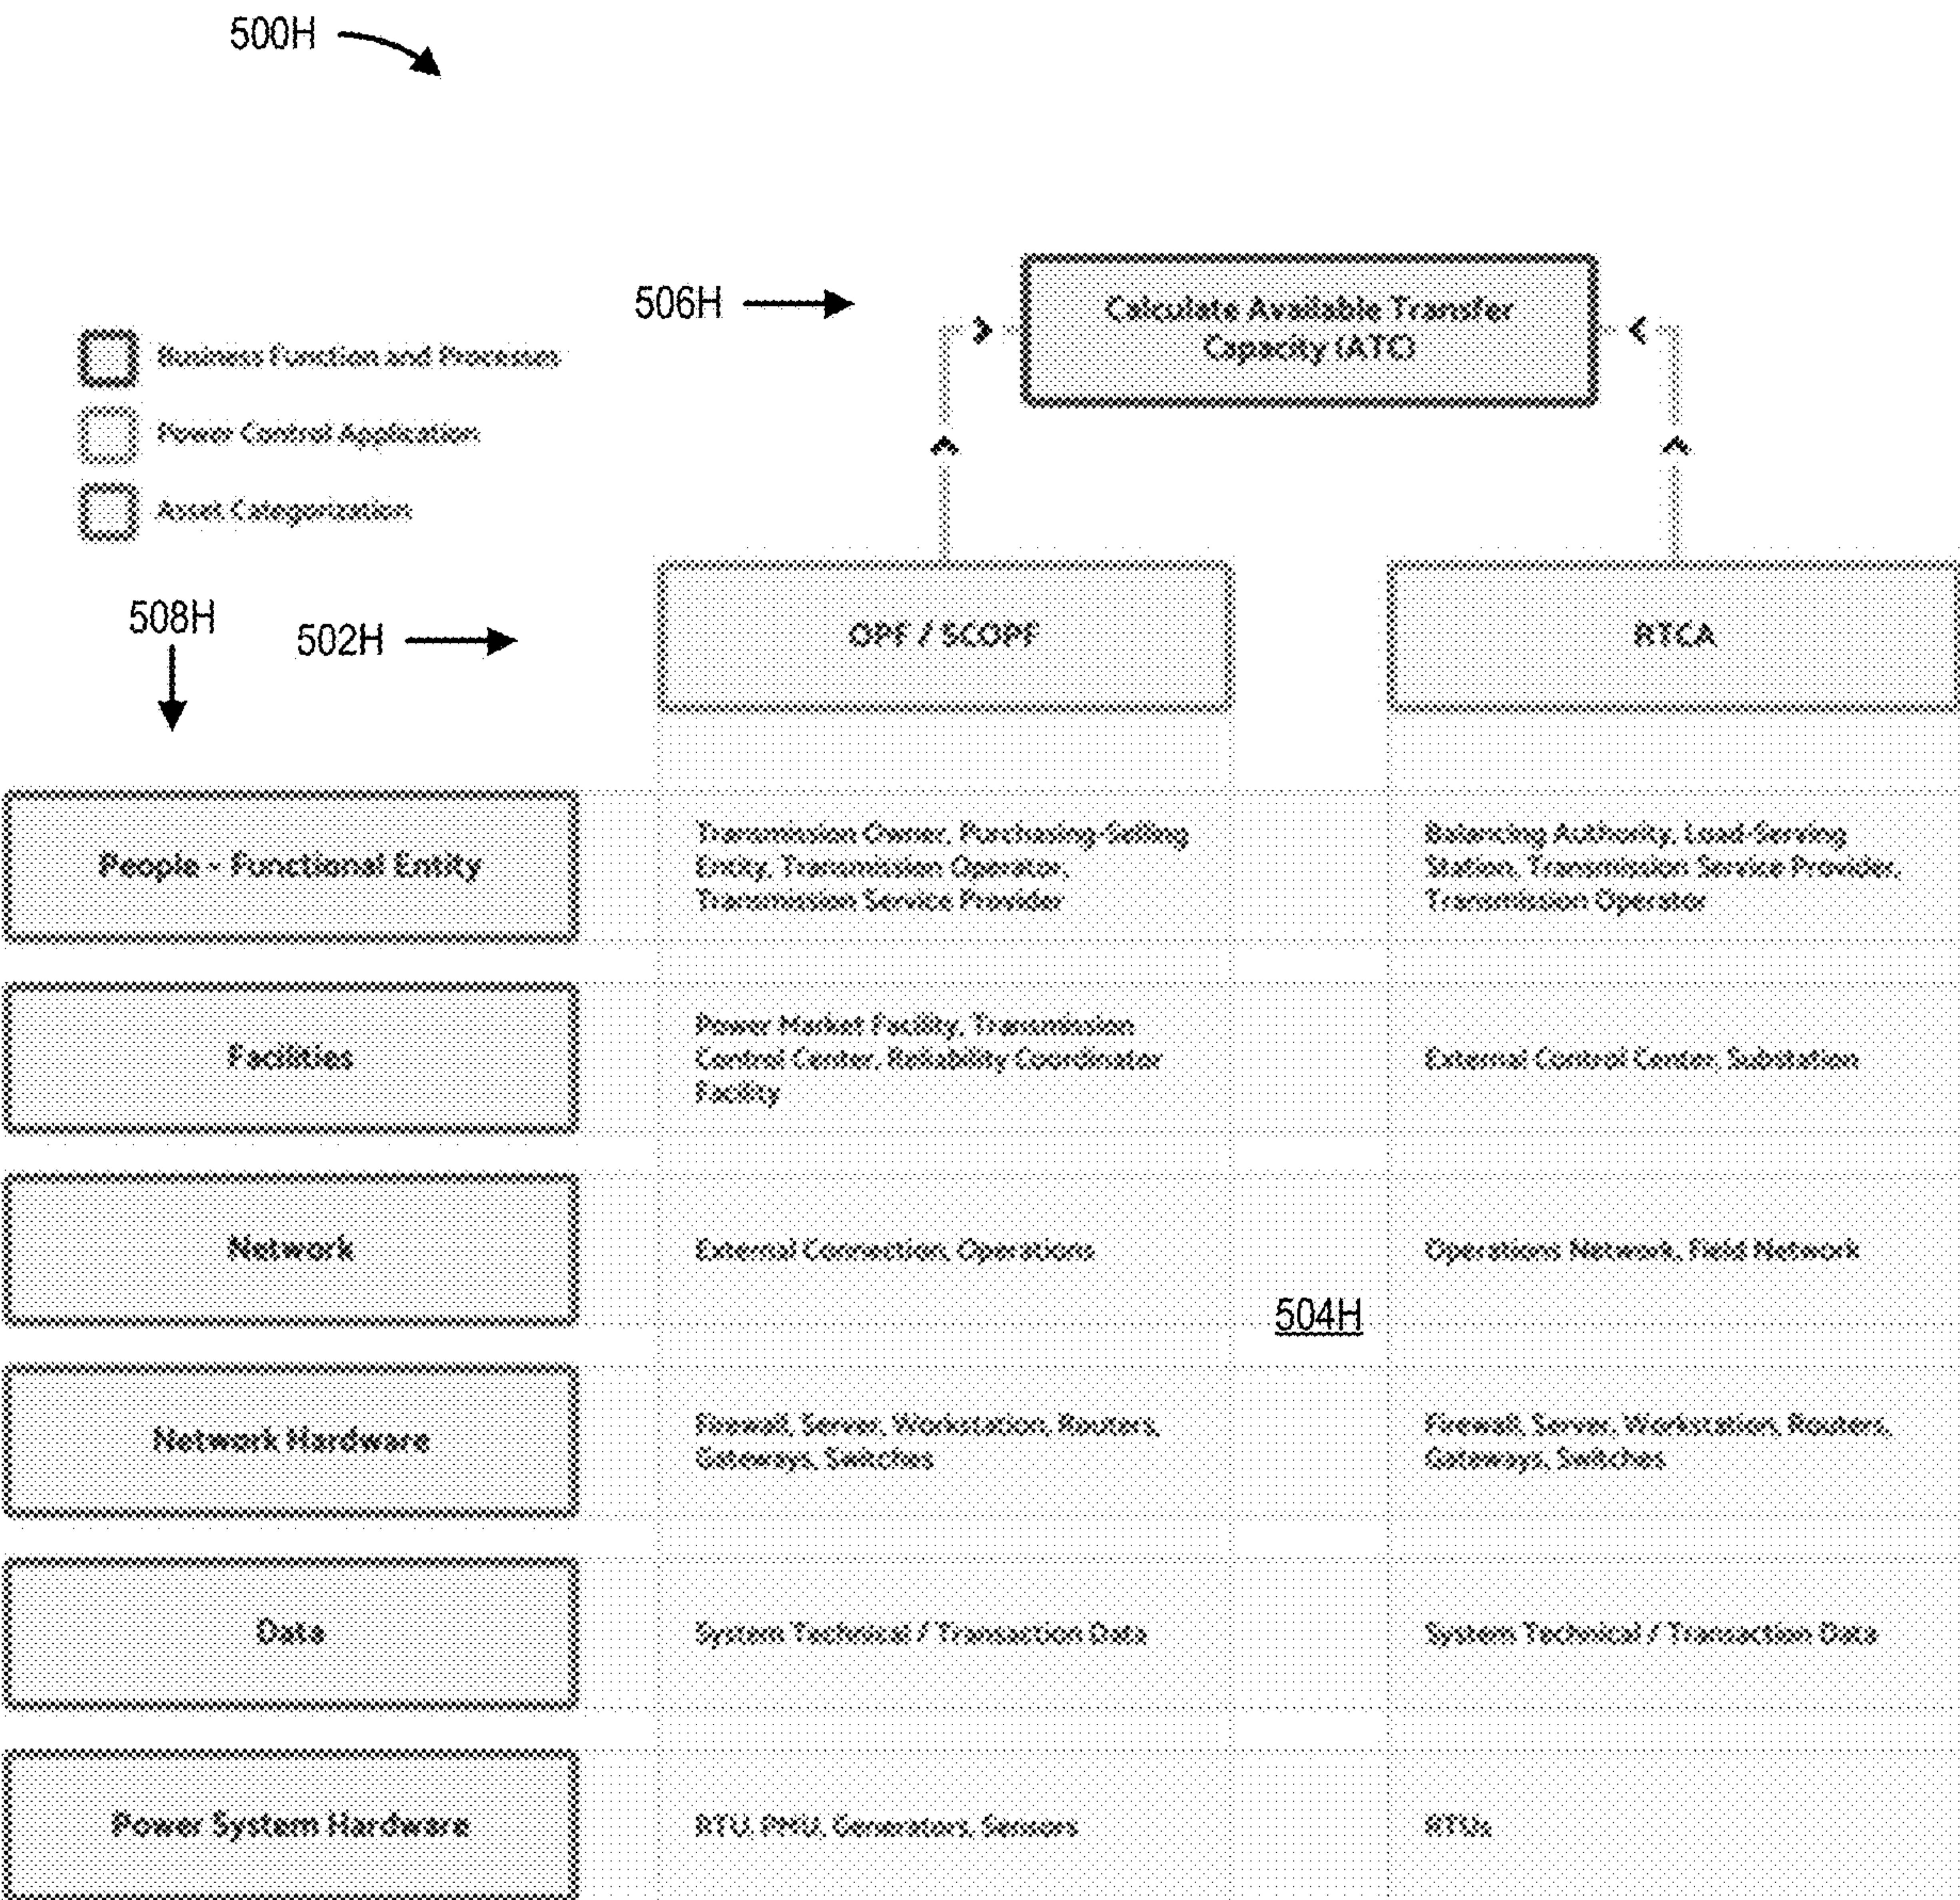 500H
506H
Calculate Available Transfer
Capacity (ATC)
Business Function and Processes
Power Control Application
Asset Categorization
508H
502H
OPF / SCOPF
RTCA
People - Functional Entity
Transmission Owner, Purchasing-Selling
Entity, Transmission Operator,
Transmission Service Provider
Balancing Authority, Load-Serving
Station, Transmission Service Provider,
Transmission Operator
Facilities
Power Market Facility, Transmission
Control Center, Reliability Coordinator
Facility
External Control Center, Substation
Network
External Connection, Operations
Operations Network, Field Network
504H
Network Hardware
Firewall, Server, Workstation, Routers,
Gateways, Switches
Firewall, Server, Workstation, Routers,
Gateways, Switches
Data
System Technical / Transaction Data
System Technical / Transaction Data
Power System Hardware
RTU, PMU, Generators, Sensors
RTUs